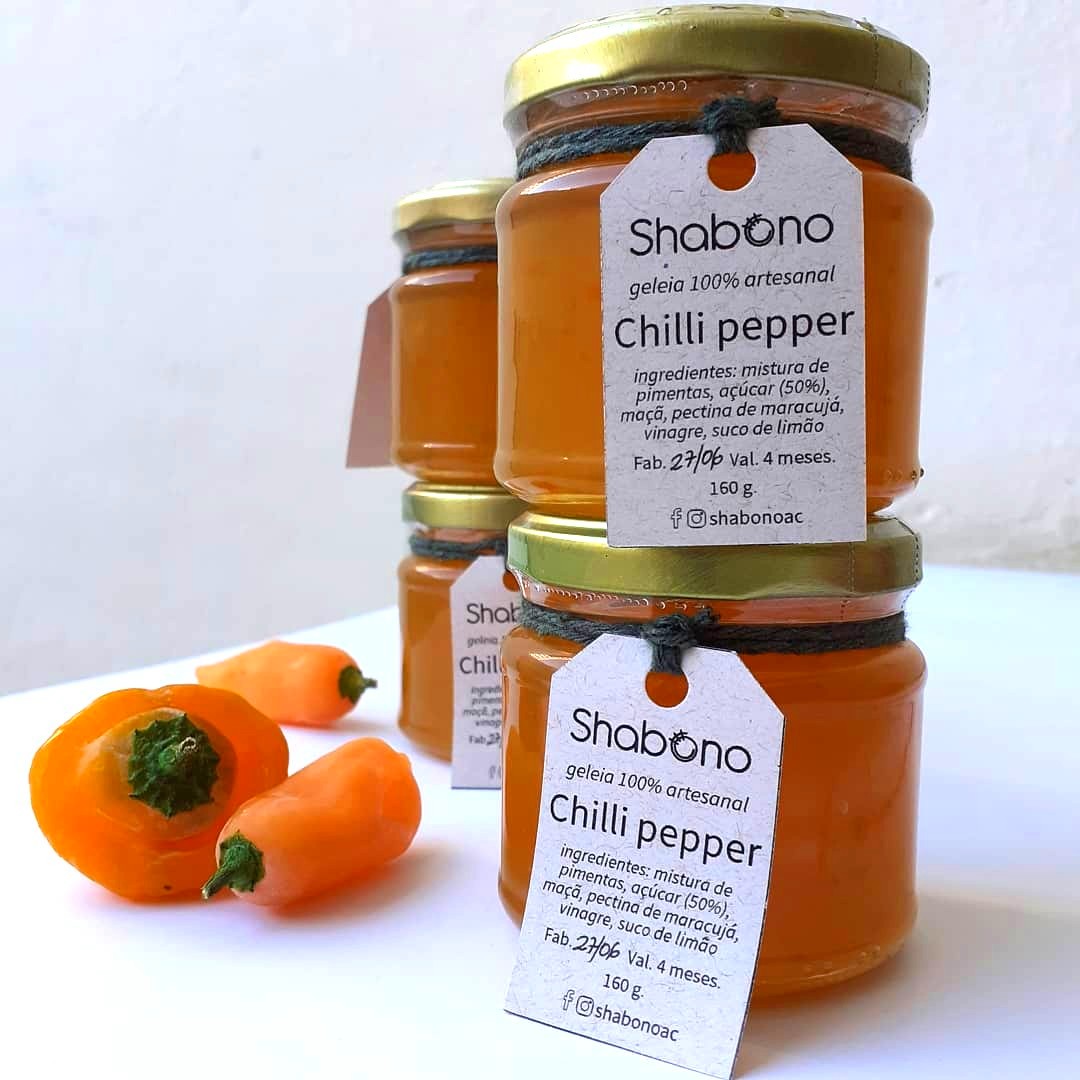 Shabono
geleia 100% artesanal
Chilli pepper
ingredientes: mistura de
pimentas, açúcar (50%),
maçã, pectina de maracujá,
vinagre, suco de limão
Fab. 27/06 Val. 4 meses.
160 g.
shabonoac
Shabono
geleia 100% artesanal
Chilli pepper
ingredientes: mistura de
pimentas, açúcar (50%),
maçã, pectina de maracujá,
vinagre, suco de limão
Fab. 27/06 Val. 4 meses.
160 g.
shabonoac